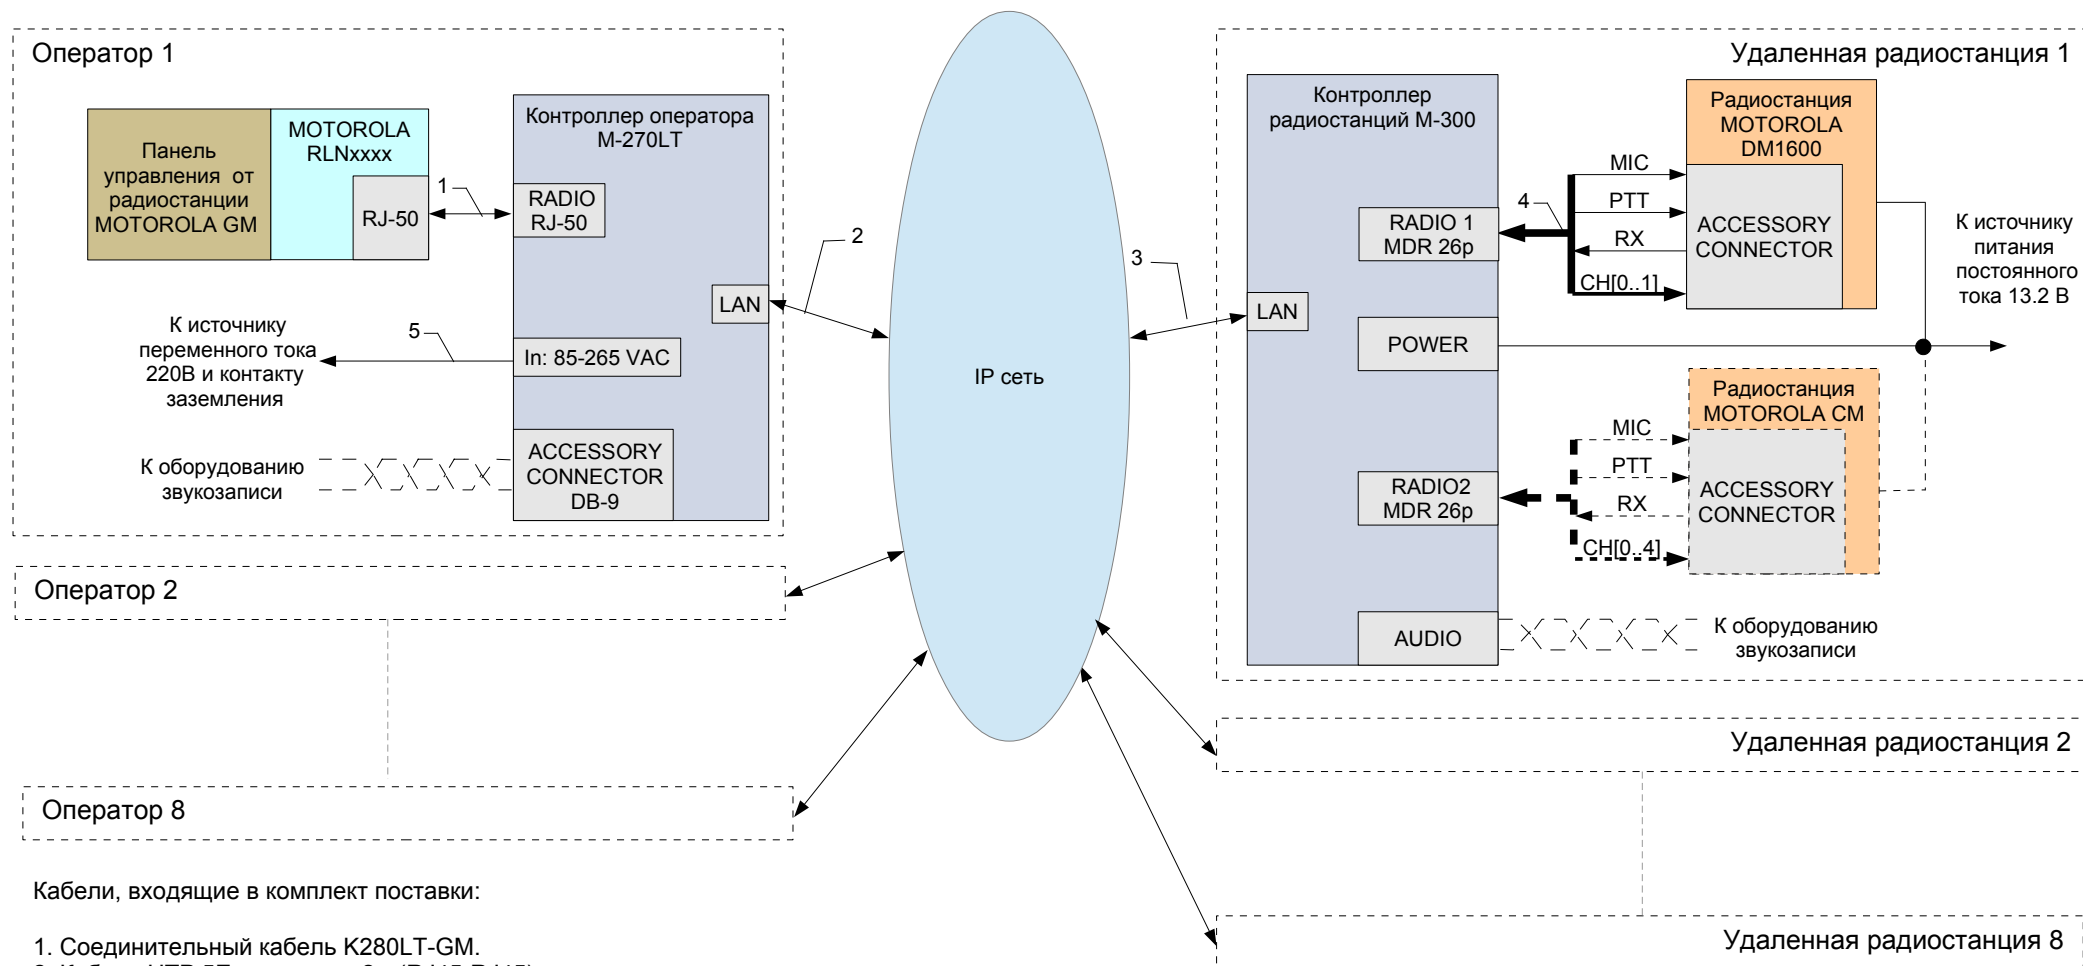 Оператор 1
Панель
управления от
радиостанции
MOTOROLA GM
MOTOROLA
RLNxxxx
RJ-50
1
Контроллер оператора
M-270LT
RADIO
RJ-50
LAN
2
К источнику
переменного тока
220В и контакту
заземления
5
In: 85-265 VAC
К оборудованию
звукозаписи
ACCESSORY
CONNECTOR
DB-9
Оператор 2
Оператор 8
IP сеть
Удаленная радиостанция 1
3
Контроллер
радиостанций М-300
LAN
RADIO 1
MDR 26p
POWER
RADIO2
MDR 26p
AUDIO
4
MIC
PTT
RX
CH[0..1]
Радиостанция
MOTOROLA
DM1600
ACCESSORY
CONNECTOR
К источнику
питания
постоянного
тока 13.2 В
MIC
PTT
RX
CH[0..4]
Радиостанция
MOTOROLA CM
ACCESSORY
CONNECTOR
К оборудованию
звукозаписи
Удаленная радиостанция 2
Удаленная радиостанция 8
Кабели, входящие в комплект поставки:
1. Соединительный кабель K280LT-GM.